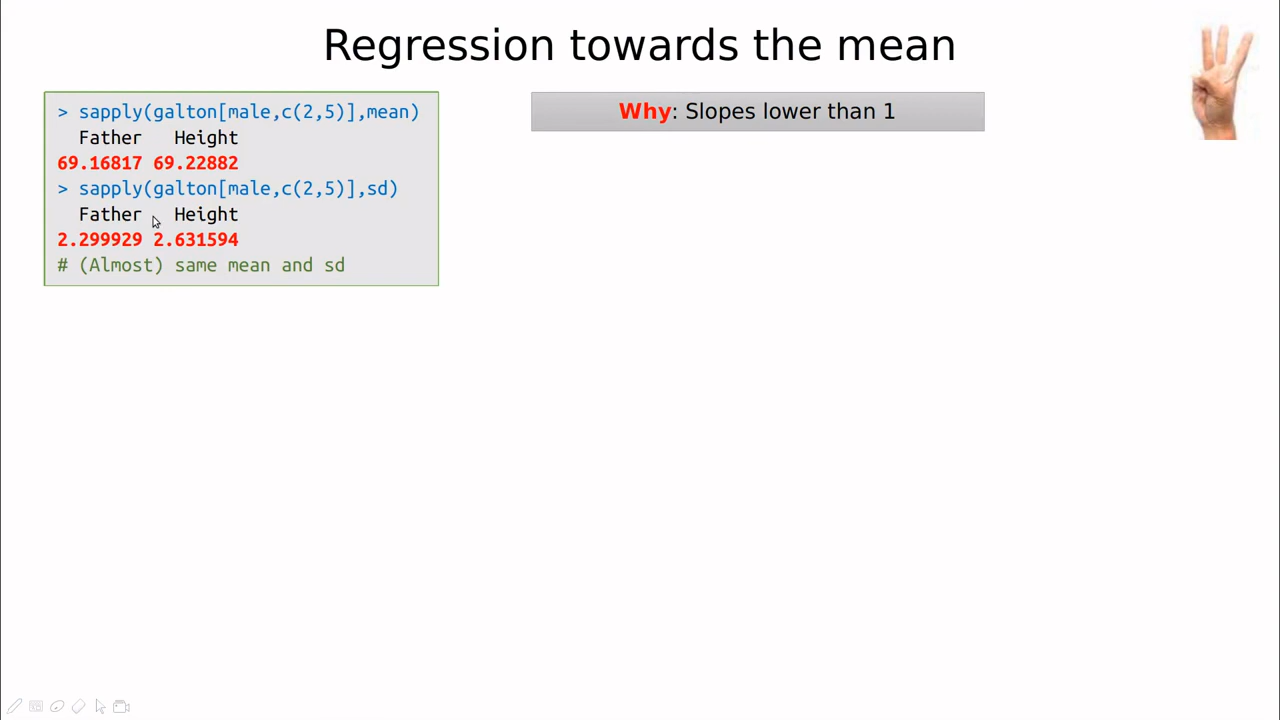 Regression towards the mean
> sapply(galton[male,c(2,5)],mean)
Father Height
69.16817 69.22882
> sapply(galton[male,c(2,5)],sd)
Father Height
2.299929 2.631594
# (Almost) same mean and sd
Why: Slopes lower than 1